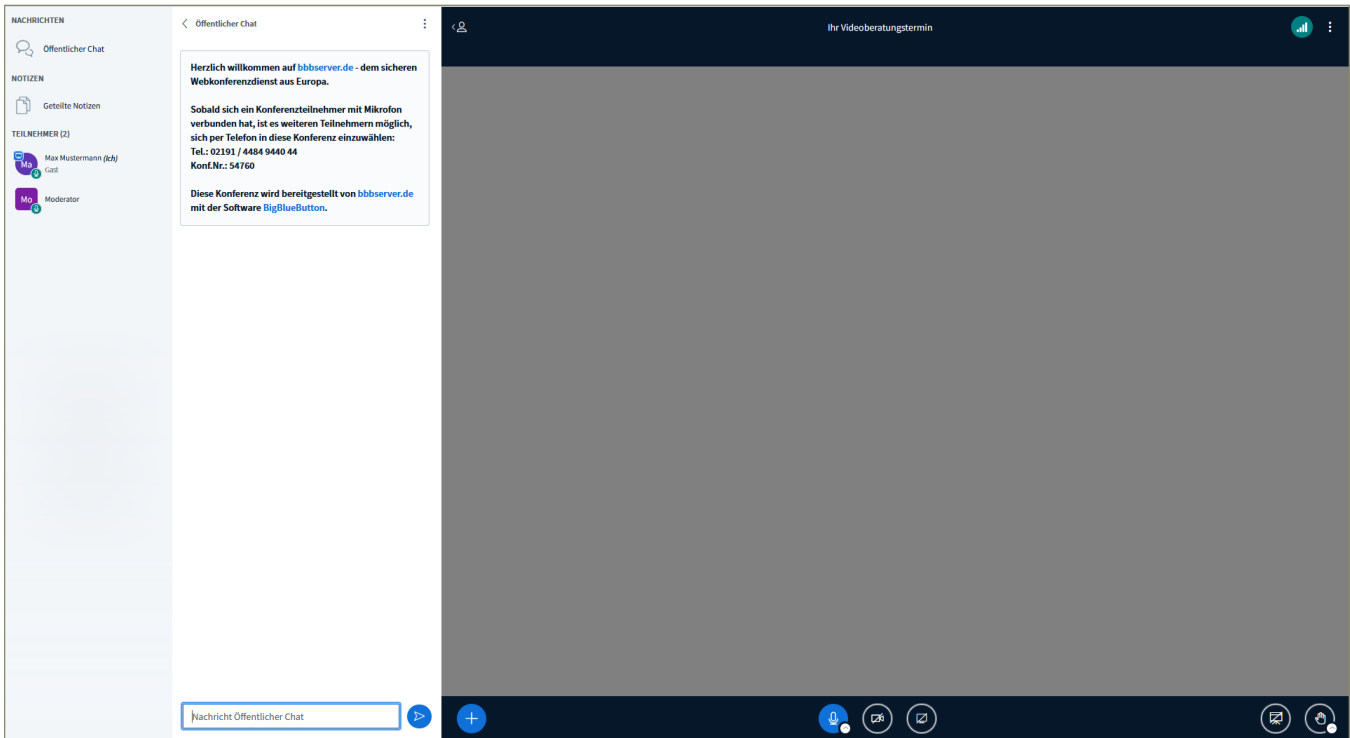 NACHRICHTEN
Öffentlicher Chat
NOTIZEN
Geteilte Notizen
TEILNEHMER (2)
Ma
Max Mustermann (Ich)
Gast
Mo
Moderator
Öffentlicher Chat
Herzlich willkommen auf bbbserver.de - dem sicheren
Webkonferenzdienst aus Europa.
Sobald sich ein Konferenzteilnehmer mit Mikrofon
verbunden hat, ist es weiteren Teilnehmern möglich,
sich per Telefon in diese Konferenz einzuwählen:
Tel.: 02191 / 4484 9440 44
Konf.Nr.: 54760
Diese Konferenz wird bereitgestellt von bbbserver.de
mit der Software BigBlueButton.
Nachricht Öffentlicher Chat
Ihr Videoberatungstermin